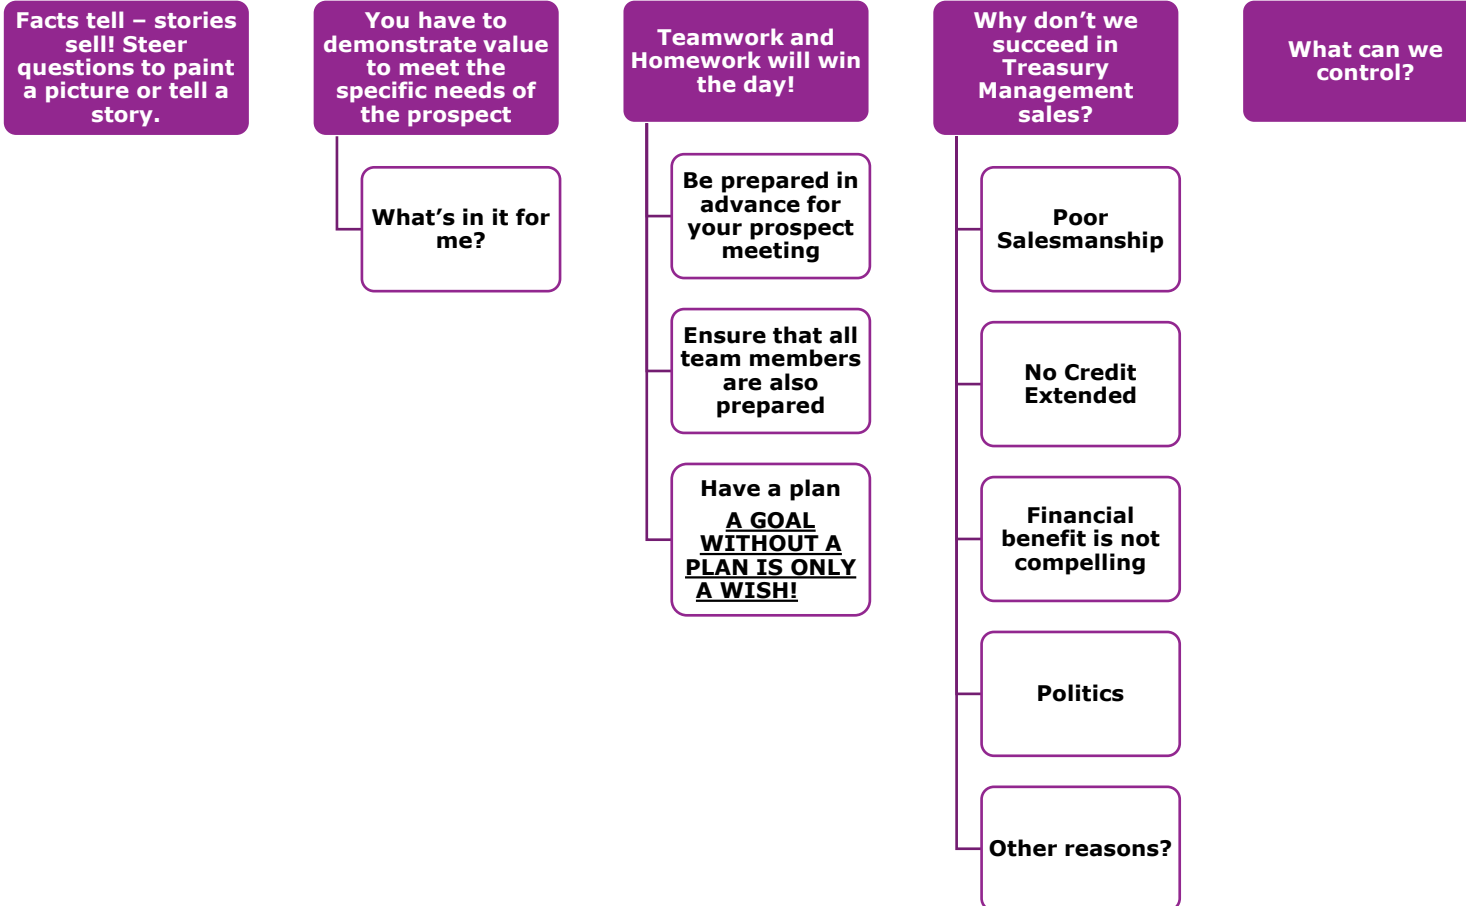 Facts tell – stories
sell! Steer
questions to paint
a picture or tell a
story.
You have to
demonstrate value
to meet the
specific needs of
the prospect
What’s in it for
me?
Teamwork and
Homework will win
the day!
Be prepared in
advance for
your prospect
meeting
Ensure that all
team members
are also
prepared
Have a plan
A GOAL
WITHOUT A
PLAN IS ONLY
A WISH!
Why don’t we
succeed in
Treasury
Management
sales?
Poor
Salesmanship
No Credit
Extended
Financial
benefit is not
compelling
Politics
Other reasons?
What can we
control?